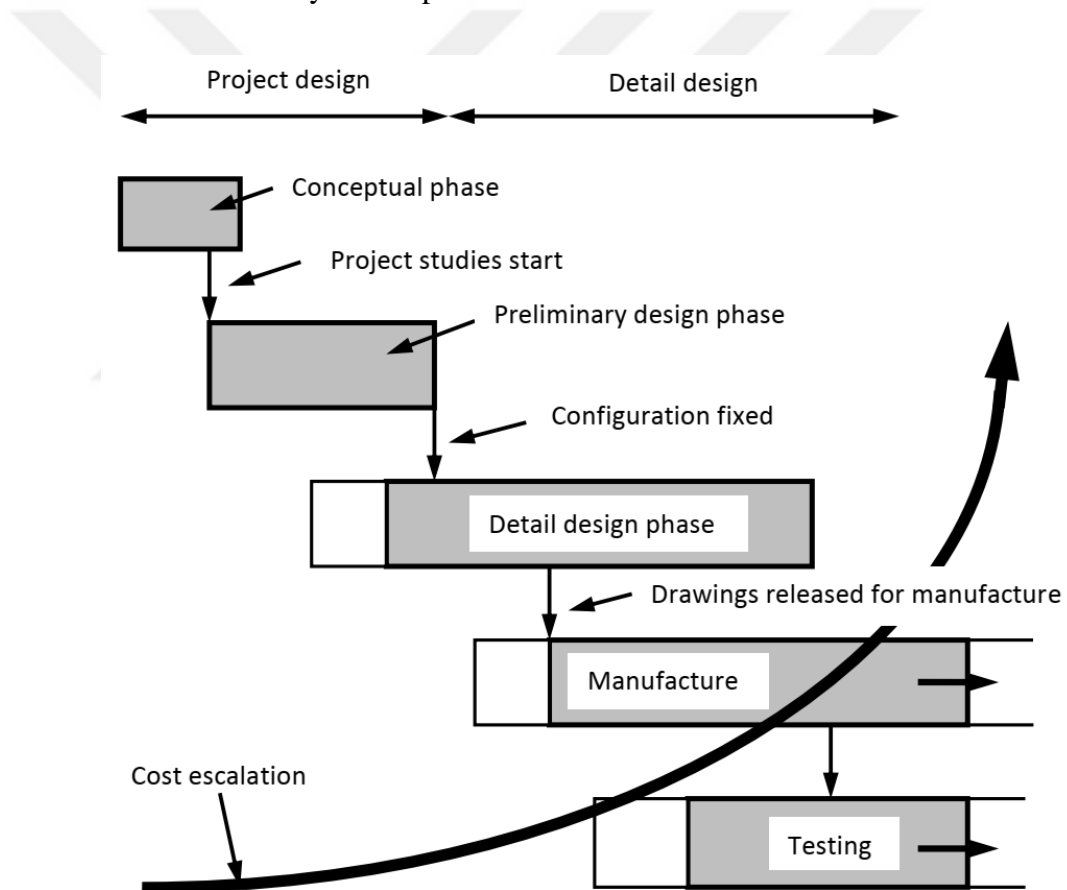 Project design
Detail design
Conceptual phase
Project studies start
Preliminary design phase
Configuration fixed
Detail design phase
Drawings released for manufacture
Manufacture
Cost escalation
Testing